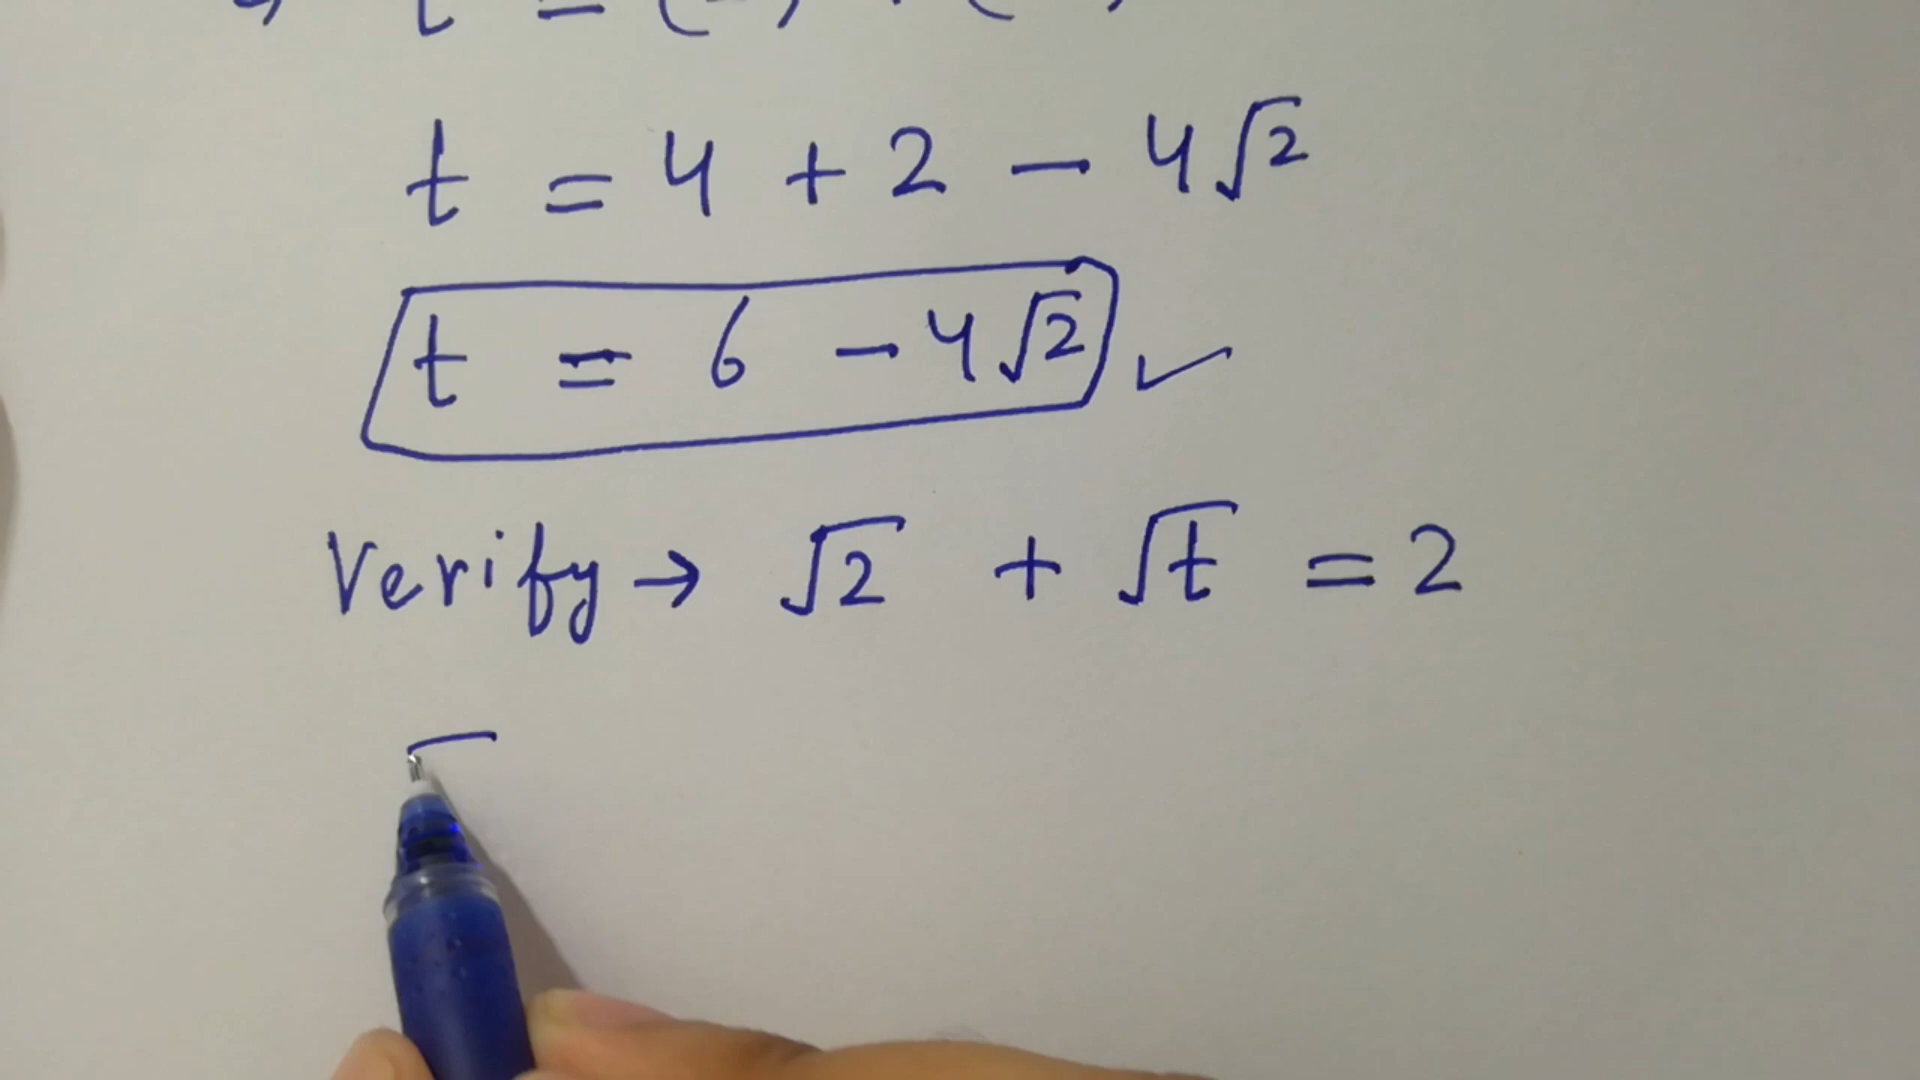 t = 4 + 2 - 4√2
t = 6 - 4√2 ✓
Verify → √2 + √t = 2